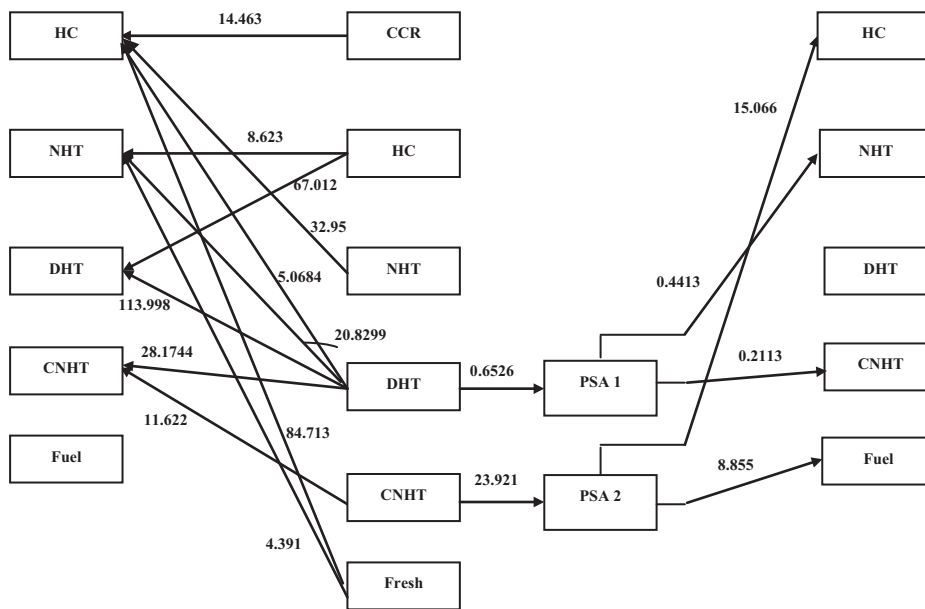 14.463
HC
CCR
HC
15.066
8.623
NHT
HC
NHT
67.012
32.95
DHT
NHT
DHT
5.0684
0.4413
113.998
20.8299
28.1744
0.2113
CNHT
DHT
0.6526
PSA 1
CNHT
11.622
84.713
Fuel
Fuel
8.855
23.921
CNHT
PSA 2
4.391
Fresh